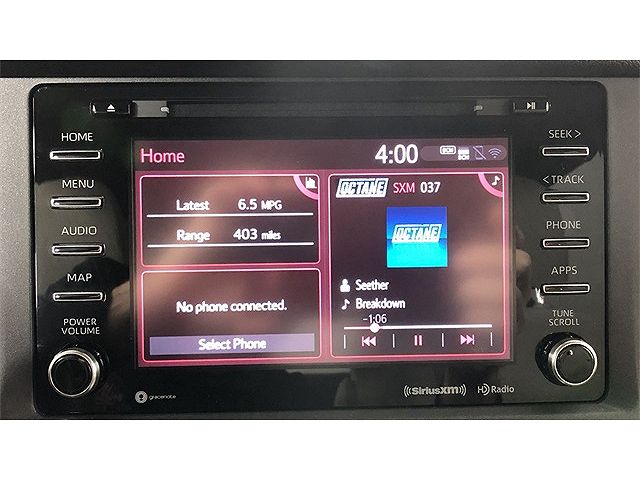 HOME
MENU
AUDIO
MAP
POWER
VOLUME
Home
4:00
Latest 6.5 MPG
Range 403 miles
No phone connected.
Select Phone
OCTANE SXM 037
OCTANE
Seether
Breakdown
-1:06
SEEK >
< TRACK
PHONE
APPS
TUNE
SCROLL
gracenote
((SiriusXM))
HD Radio